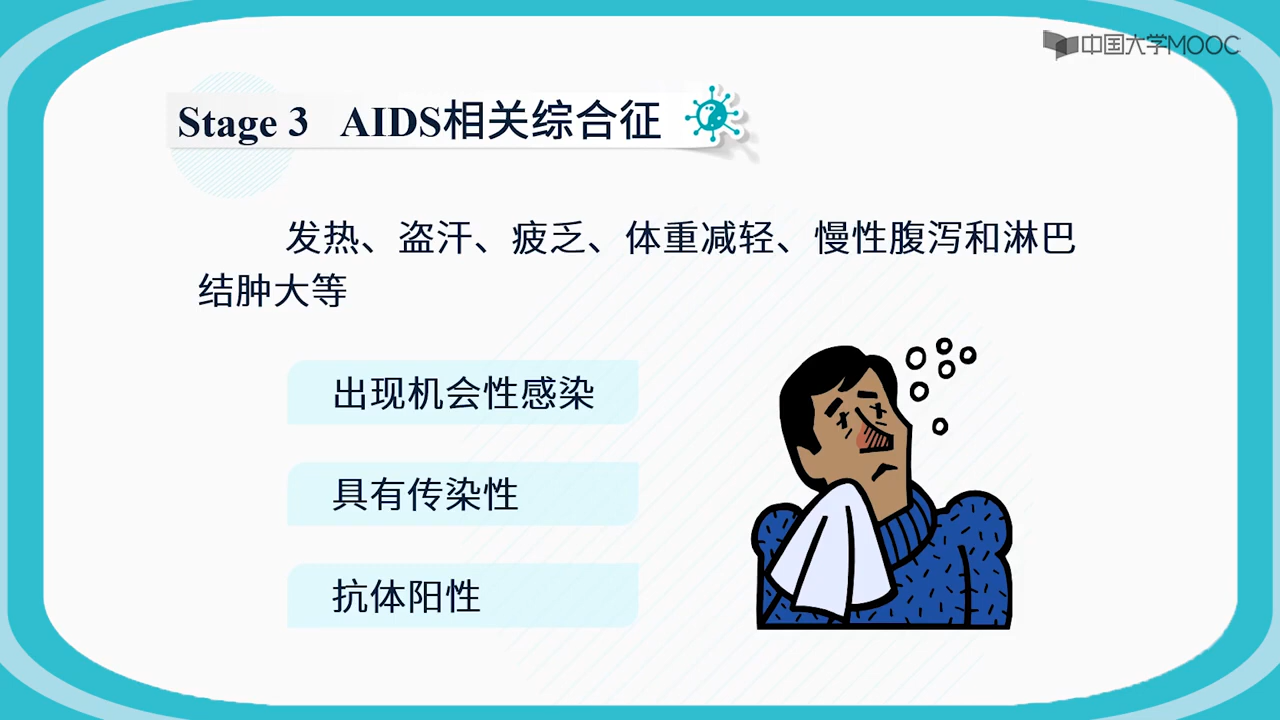 中国大学MOOC
Stage 3 AIDS相关综合征
发热、盗汗、疲乏、体重减轻、慢性腹泻和淋巴
结肿大等
出现机会性感染
具有传染性
抗体阳性